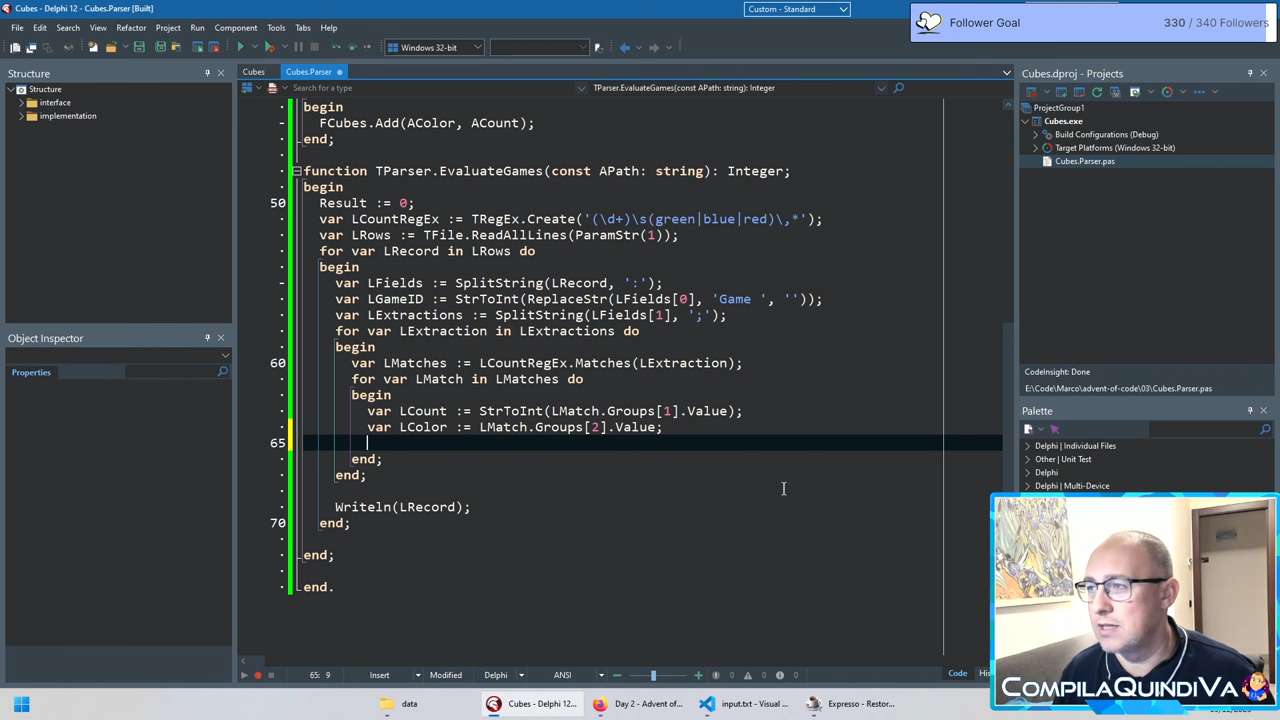 Cubes - Delphi 12 - Cubes.Parser [Built]
Custom - Standard
Follower Goal
330 / 340 Followers
File Edit Search View Refactor Project Run Component Tools Tabs Help
Windows 32-bit
Structure
Structure
interface
implementation
Object Inspector
Properties
Cubes
Cubes.Parser
Search for a type
TParser.EvaluateGames(const APath: string): Integer;
begin
FCubes.Add(AColor, ACount);
end;
function TParser.EvaluateGames(const APath: string): Integer;
begin
50 Result := 0;
var LCountRegEx := TRegEx.Create('(\d+)\s(green|blue|red)\,*');
var LRows := TFile.ReadAllLines(ParamStr(1));
for var LRecord in LRows do
begin
var LFields := SplitString(LRecord, ':');
var LGameID := StrToInt(ReplaceStr(LFields[0], 'Game ', ''));
var LExtractions := SplitString(LFields[1], ';');
for var LExtraction in LExtractions do
begin
60 var LMatches := LCountRegEx.Matches(LExtraction);
for var LMatch in LMatches do
begin
var LCount := StrToInt(LMatch.Groups[1].Value);
var LColor := LMatch.Groups[2].Value;
65
end;
end;
Writeln(LRecord);
70 end;
end;
end.
65: 9
Insert
Modified
Delphi
ANSI
0
0
0
Code
History
Cubes.dproj - Projects
ProjectGroup1
Cubes.exe
Build Configurations (Debug)
Target Platforms (Windows 32-bit)
Cubes.Parser.pas
CodeInsight: Done
E:\Code\Marco\advent-of-code\03\Cubes.Parser.pas
Palette
Delphi | Individual Files
Other | Unit Test
Delphi
Delphi | Multi-Device
COMPILAQUINDIVA
data
Cubes - Delphi 12...
Day 2 - Advent of...
input.txt - Visual ...
Expresso - Restor...